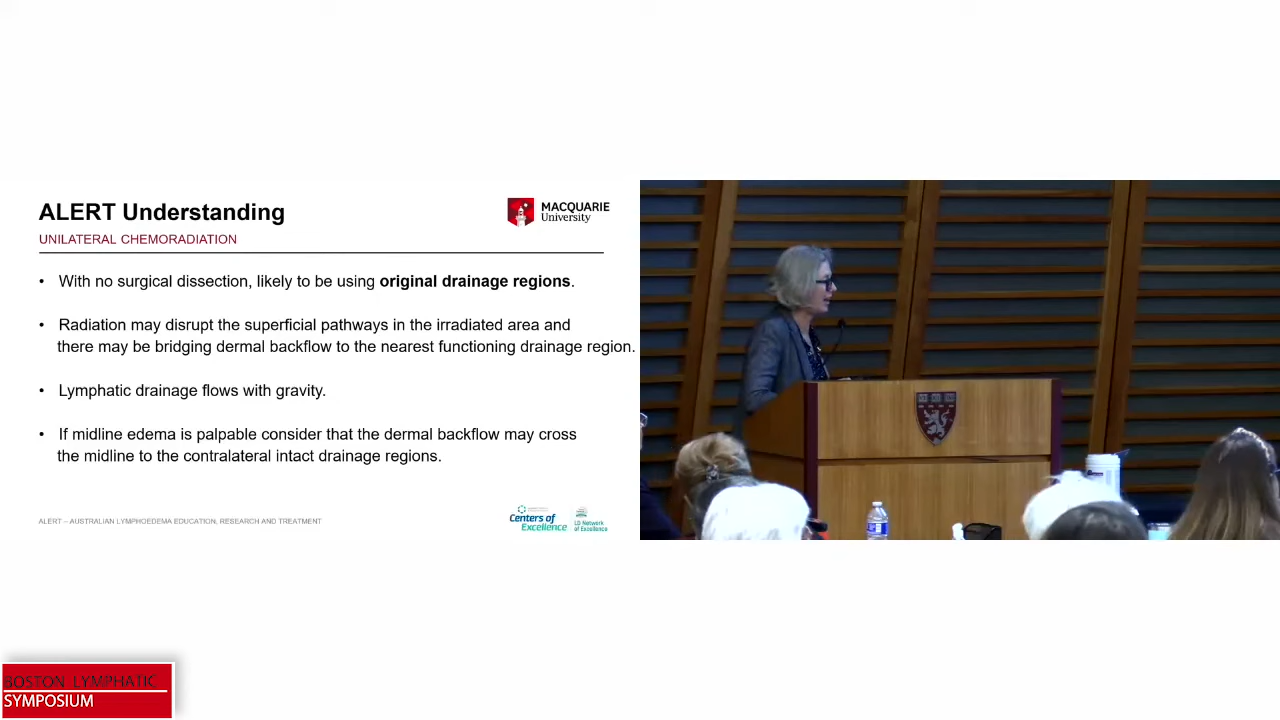 ALERT Understanding
UNILATERAL CHEMORADIATION
MACQUARIE
University
• With no surgical dissection, likely to be using original drainage regions.
• Radiation may disrupt the superficial pathways in the irradiated area and
there may be bridging dermal backflow to the nearest functioning drainage region.
• Lymphatic drainage flows with gravity.
• If midline edema is palpable consider that the dermal backflow may cross
the midline to the contralateral intact drainage regions.
ALERT – AUSTRALIAN LYMPHOEDEMA EDUCATION, RESEARCH AND TREATMENT
Centers of
Excellence
LD Network
of Excellence
BOSTON LYMPHATIC
SYMPOSIUM